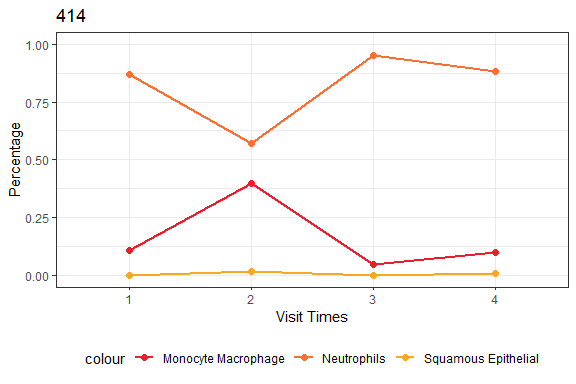 414
1.00
0.75
0.50
0.25
0.00
Percentage
1 2 3 4
Visit Times
colour Monocyte Macrophage Neutrophils Squamous Epithelial